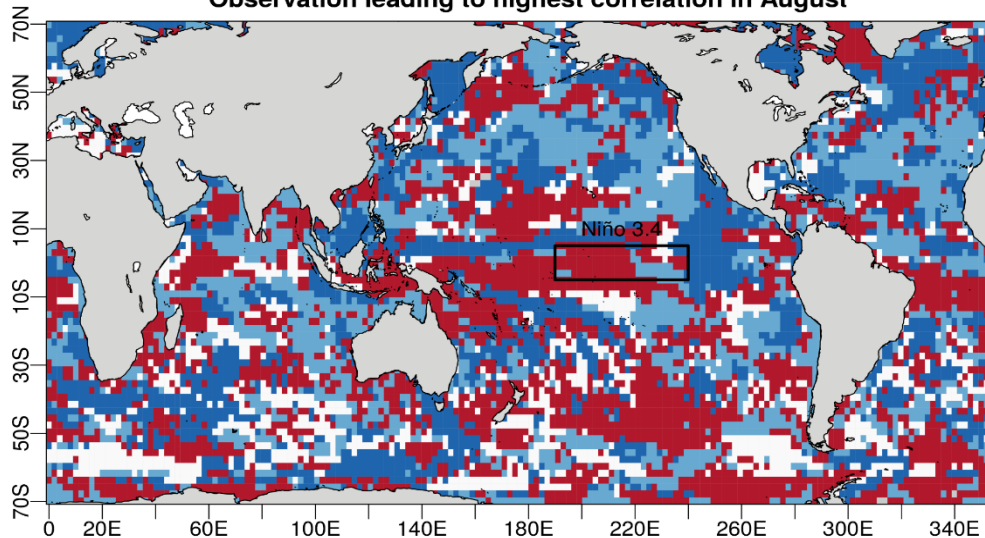 Observation leading to highest correlation in August
70N
50N
30N
10N
10S
30S
50S
70S
Niño 3.4
0 20E 60E 100E 140E 180E 220E 260E 300E 340E